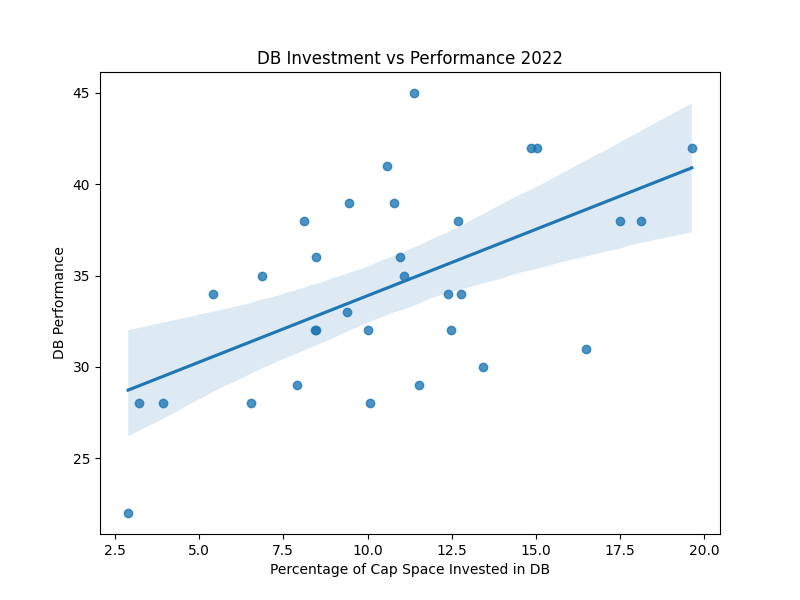 DB Investment vs Performance 2022
45
40
35
30
25
DB Performance
2.5 5.0 7.5 10.0 12.5 15.0 17.5 20.0
Percentage of Cap Space Invested in DB